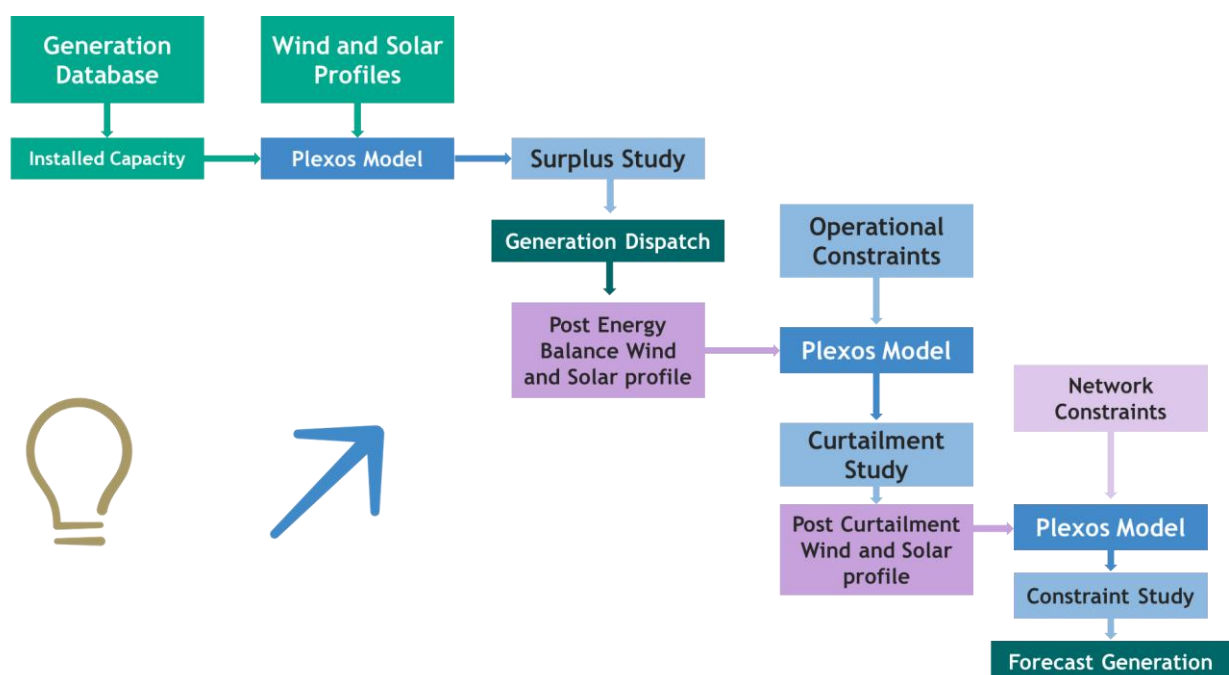 Generation
Database
Wind and Solar
Profiles
Installed Capacity
Plexos Model
Surplus Study
Generation Dispatch
Post Energy
Balance Wind
and Solar profile
Operational
Constraints
Plexos Model
Curtailment
Study
Post Curtailment
Wind and Solar
profile
Network
Constraints
Plexos Model
Constraint Study
Forecast Generation